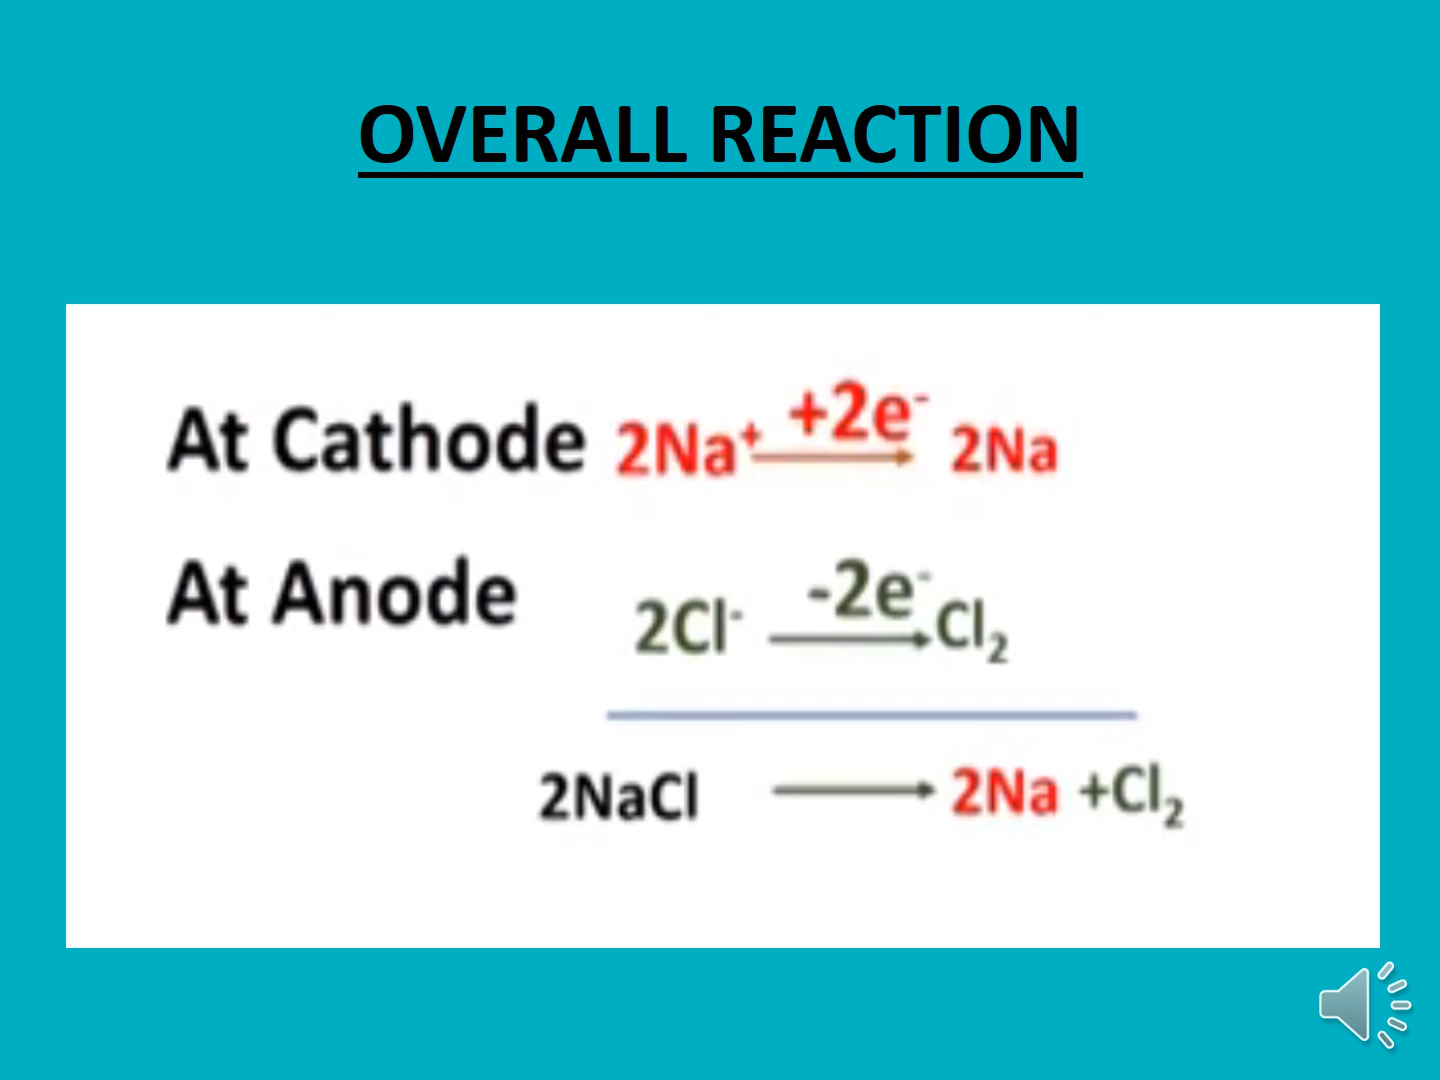 OVERALL REACTION
At Cathode 2Na⁺ +2e⁻ → 2Na
At Anode 2Cl⁻ -2e⁻ → Cl₂
2NaCl → 2Na +Cl₂